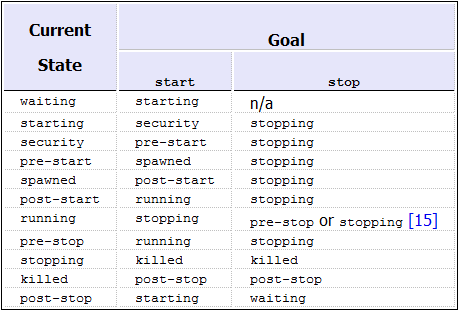 Current State Goal
start stop
waiting starting n/a
starting security stopping
security pre-start stopping
pre-start spawned stopping
spawned post-start stopping
post-start running stopping
running stopping pre-stop or stopping [15]
pre-stop running stopping
stopping killed killed
killed post-stop post-stop
post-stop starting waiting